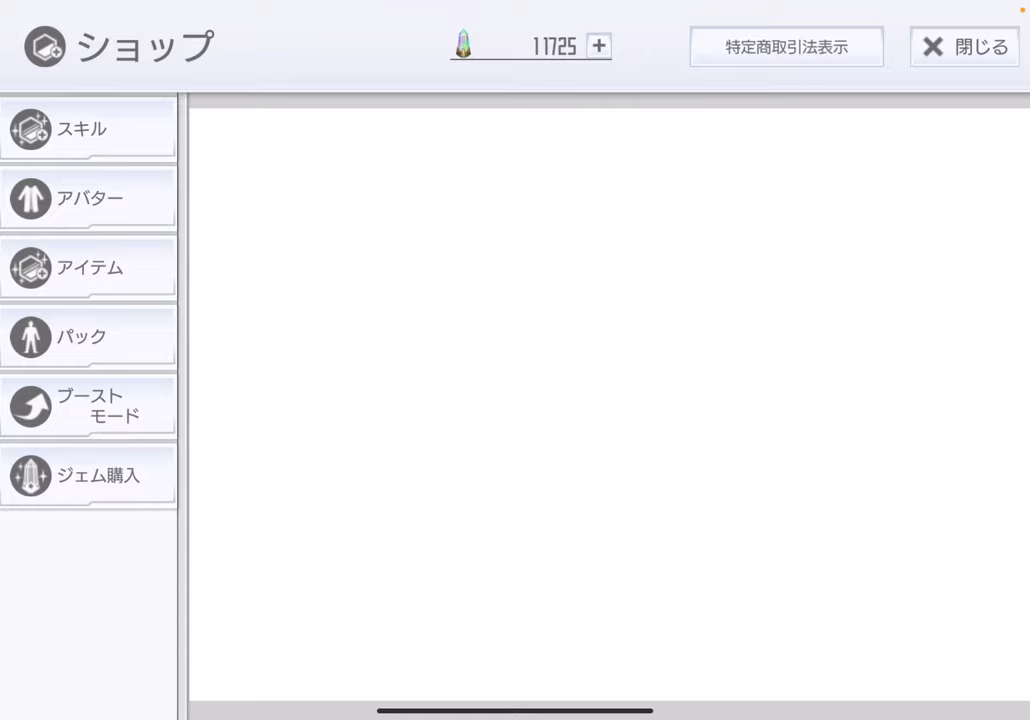 ショップ
11725
特定商取引法表示
閉じる
スキル
アバター
アイテム
パック
ブースト
モード
ジェム購入